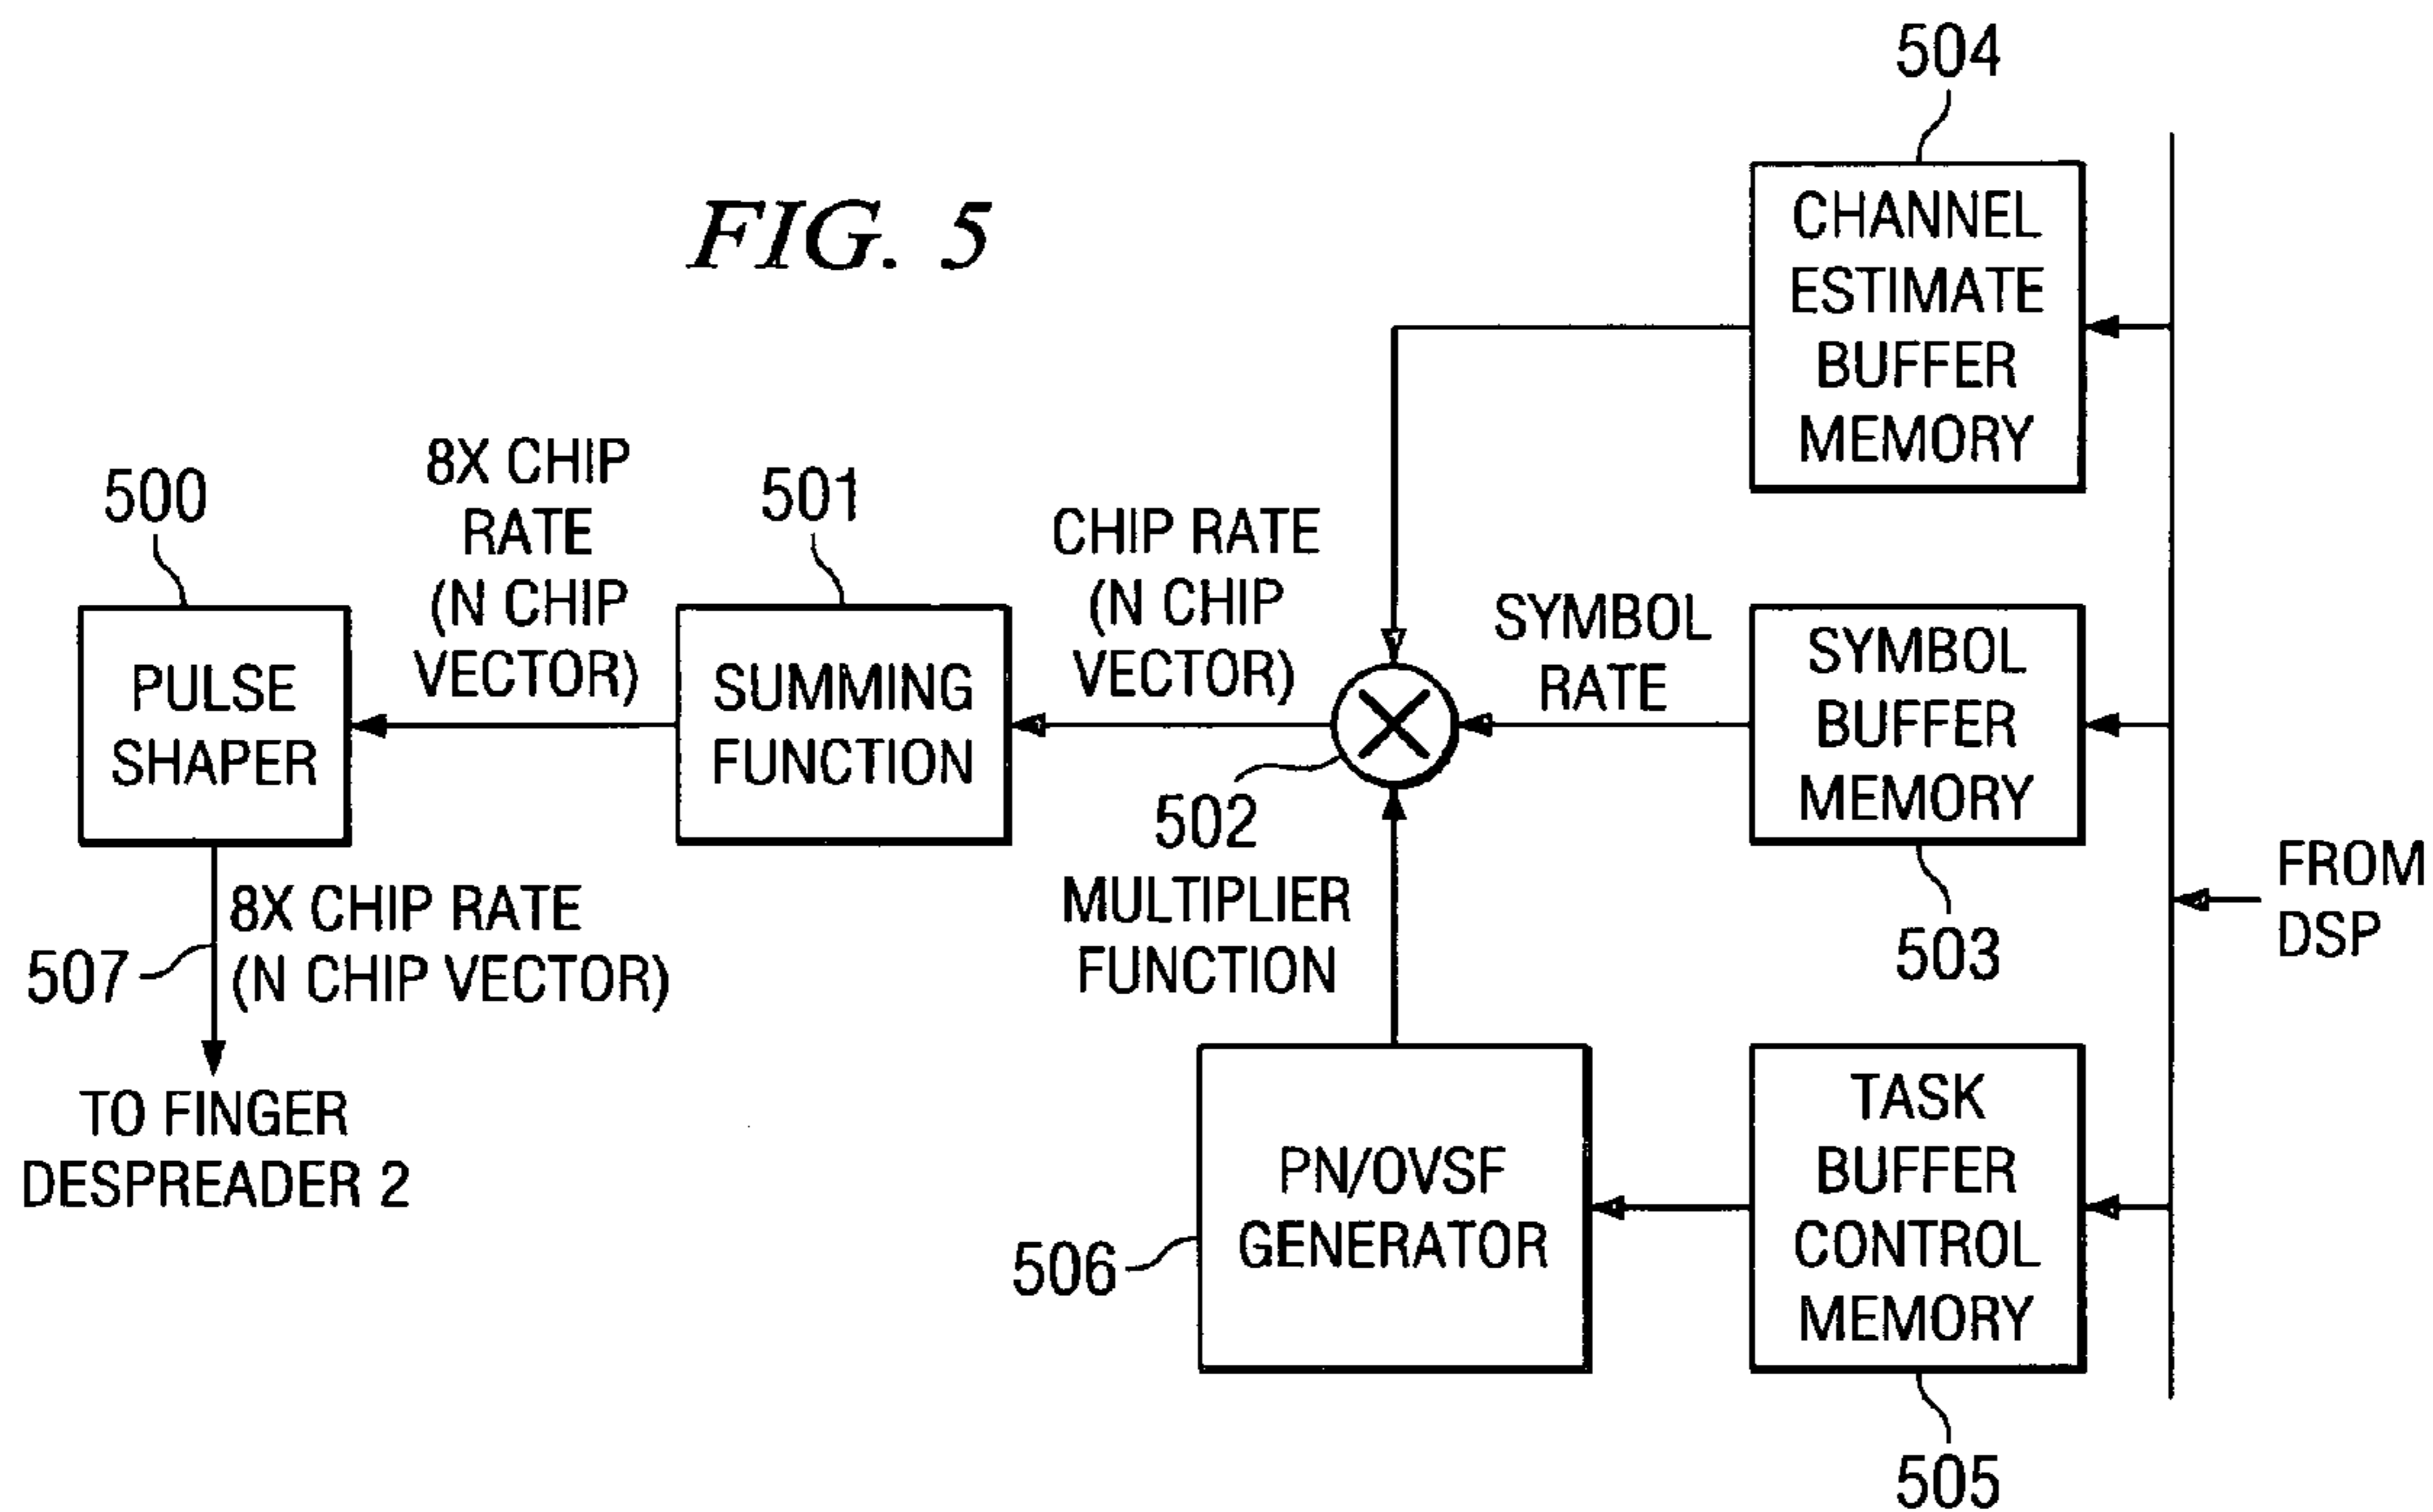 504
CHANNEL
ESTIMATE
BUFFER
MEMORY
FIG. 5
500
8X CHIP
RATE
(N CHIP
VECTOR)
501
CHIP RATE
(N CHIP
VECTOR)
SYMBOL
RATE
PULSE
SHAPER
SUMMING
FUNCTION
SYMBOL
BUFFER
MEMORY
502
MULTIPLIER
FUNCTION
503
FROM
DSP
507
8X CHIP RATE
(N CHIP VECTOR)
TO FINGER
DESPREADER 2
506
PN/OVSF
GENERATOR
TASK
BUFFER
CONTROL
MEMORY
505